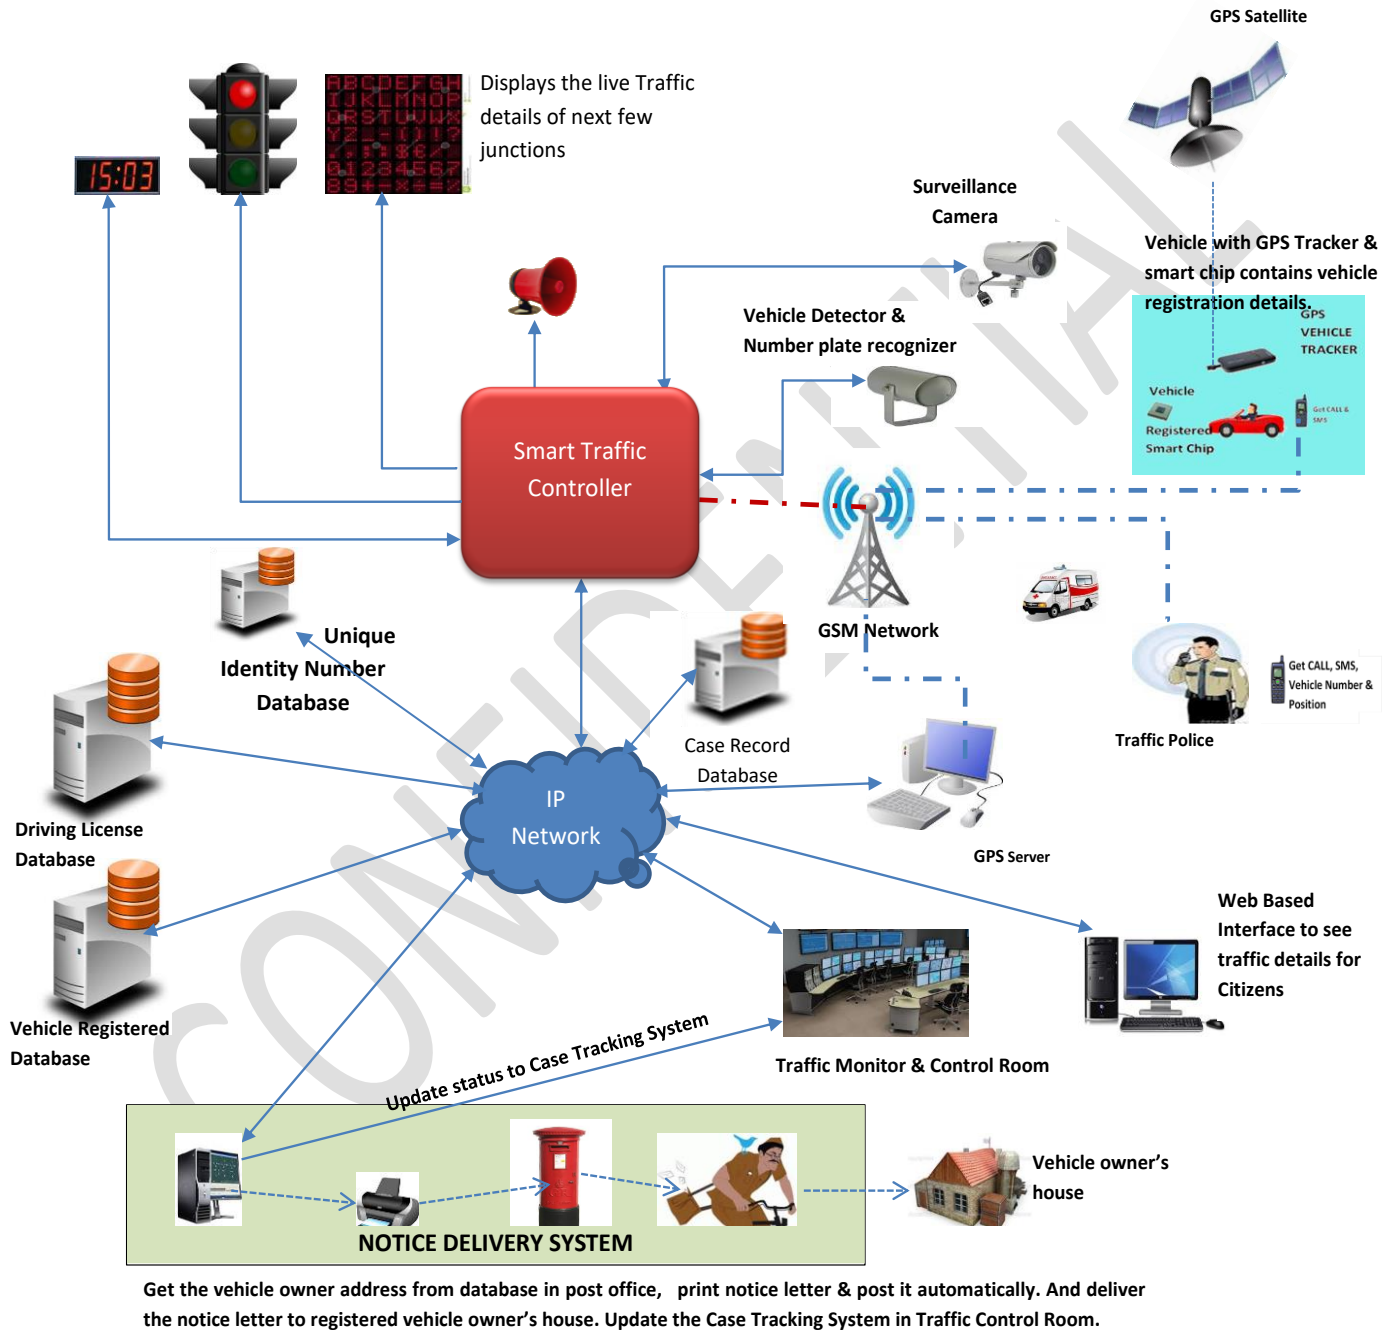 GPS Satellite
Displays the live Traffic
details of next few
junctions
ABCDEFGH
IJKLMNOP
QRSTUVWX
YZ
01234567
89+-×÷=%
15:03
Surveillance
Camera
Vehicle with GPS Tracker &
smart chip contains vehicle
registration details.
GPS
VEHICLE
TRACKER
Vehicle
Registered
Smart Chip
Get CALL &
SMS
Vehicle Detector &
Number plate recognizer
Smart Traffic
Controller
GSM Network
Unique
Identity Number
Database
Get CALL, SMS,
Vehicle Number &
Position
Traffic Police
Case Record
Database
IP
Network
Driving License
Database
GPS Server
Web Based
Interface to see
traffic details for
Citizens
Vehicle Registered
Database
Traffic Monitor & Control Room
Update status to Case Tracking System
Vehicle owner's
house
NOTICE DELIVERY SYSTEM
Get the vehicle owner address from database in post office, print notice letter & post it automatically. And deliver
the notice letter to registered vehicle owner's house. Update the Case Tracking System in Traffic Control Room.
CONFIDENTIAL